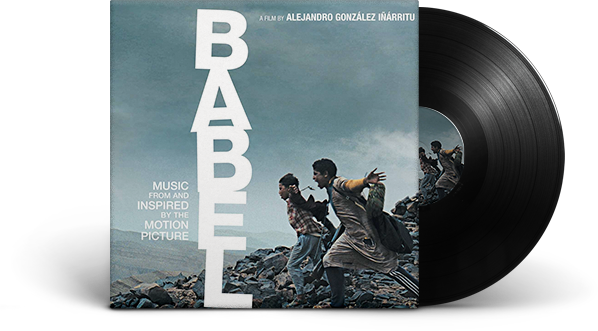 A FILM BY ALEJANDRO GONZÁLEZ IÑÁRRITU
BABEL
MUSIC
FROM AND
INSPIRED
BY THE
MOTION
PICTURE